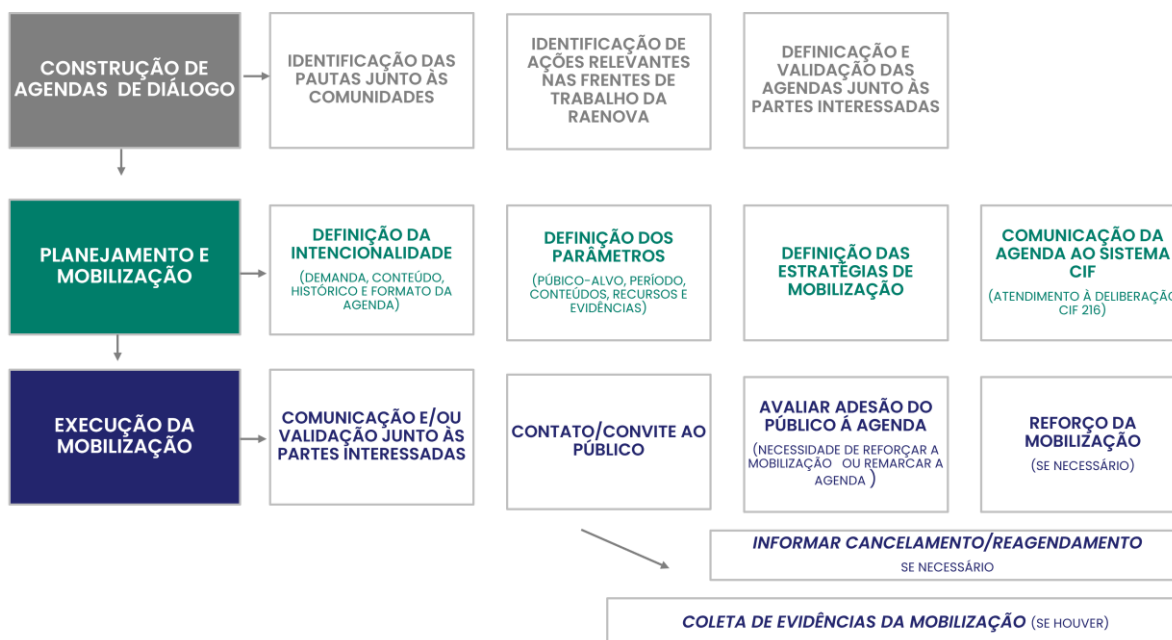 CONSTRUÇÃO DE
AGENDAS DE DIÁLOGO
IDENTIFICAÇÃO DAS
PAUTAS JUNTO ÀS
COMUNIDADES
IDENTIFICAÇÃO DE
AÇÕES RELEVANTES
NAS FRENTES DE
TRABALHO DA
RAENOVA
DEFINICAÇÃO E
VALIDAÇÃO DAS
AGENDAS JUNTO ÀS
PARTES INTERESSADAS
PLANEJAMENTO E
MOBILIZAÇÃO
DEFINIÇÃO DA
INTENCIONALIDADE
(DEMANDA, CONTEÚDO,
HISTÓRICO E FORMATO DA
AGENDA)
DEFINIÇÃO DOS
PARÂMETROS
(PÚBICO-ALVO, PERÍODO,
CONTEÚDOS, RECURSOS E
EVIDÊNCIAS)
DEFINIÇÃO DAS
ESTRATÉGIAS DE
MOBILIZAÇÃO
COMUNICAÇÃO DA
AGENDA AO SISTEMA
CIF
(ATENDIMENTO À DELIBERAÇÃO
CIF 216)
EXECUÇÃO DA
MOBILIZAÇÃO
COMUNICAÇÃO E/OU
VALIDAÇÃO JUNTO ÀS
PARTES INTERESSADAS
CONTATO/CONVITE AO
PÚBLICO
AVALIAR ADESÃO DO
PÚBLICO Á AGENDA
(NECESSIDADE DE REFORÇAR A
MOBILIZAÇÃO OU REMARCAR A
AGENDA )
REFORÇO DA
MOBILIZAÇÃO
(SE NECESSÁRIO)
INFORMAR CANCELAMENTO/REAGENDAMENTO
SE NECESSÁRIO
COLETA DE EVIDÊNCIAS DA MOBILIZAÇÃO (SE HOUVER)